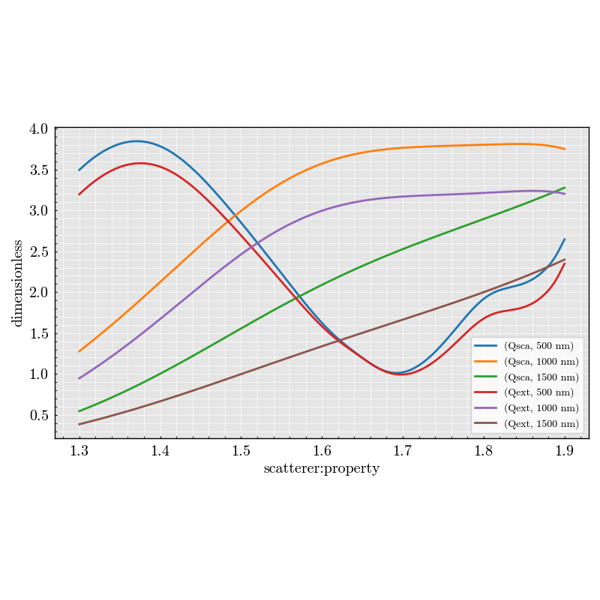 4.0
3.5
3.0
2.5
2.0
1.5
1.0
0.5
dimensionless
1.3 1.4 1.5 1.6 1.7 1.8 1.9
scatterer:property
(Qsca, 500 nm)
(Qsca, 1000 nm)
(Qsca, 1500 nm)
(Qext, 500 nm)
(Qext, 1000 nm)
(Qext, 1500 nm)